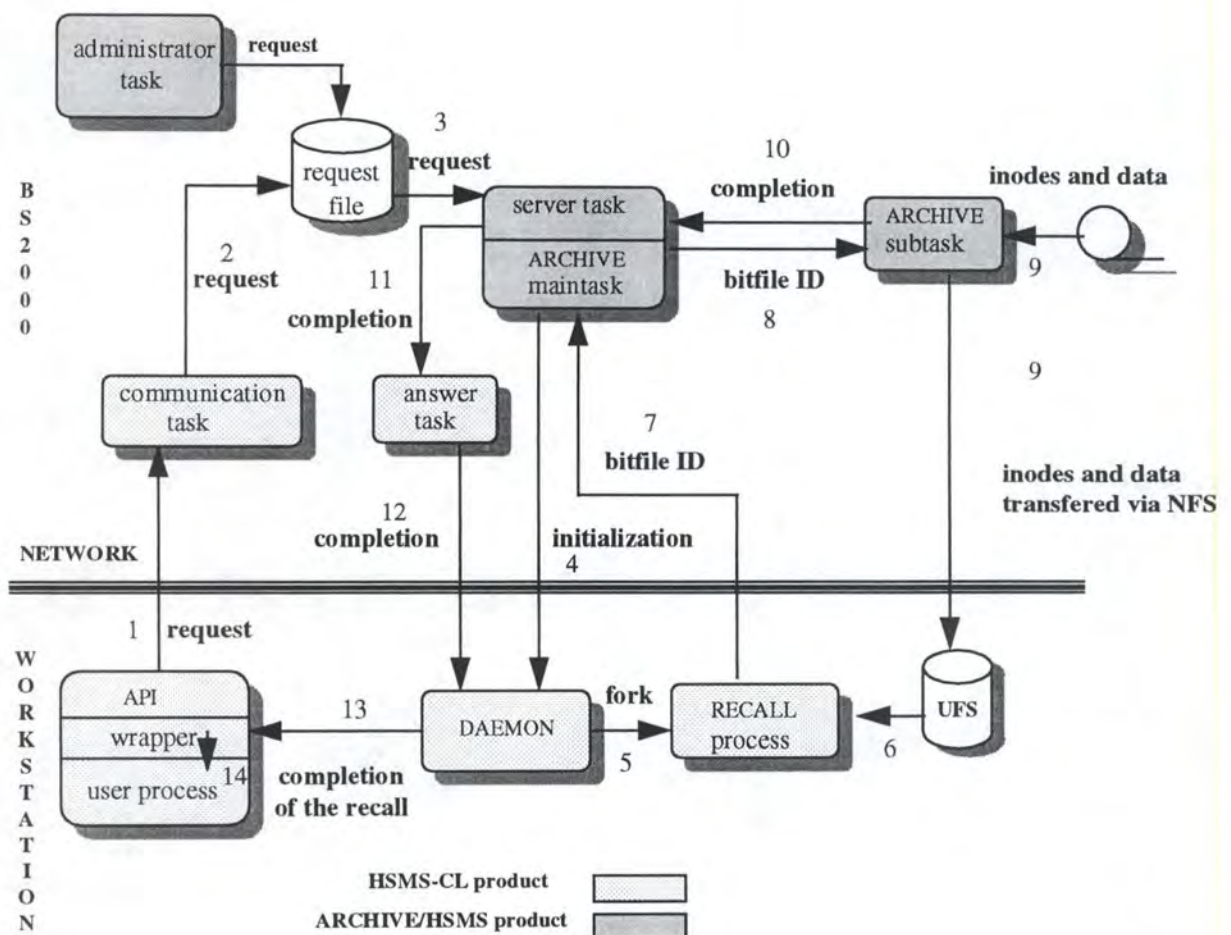 administrator
task
request
request
file
3
request
server task
ARCHIVE
maintask
10
completion
bitfile ID
8
ARCHIVE
subtask
inodes and data
9
9
B
S
2
0
0
0
2
request
11
completion
communication
task
answer
task
7
bitfile ID
inodes and data
transfered via NFS
12
completion
initialization
4
NETWORK
1
request
W
O
R
K
S
T
A
T
I
O
N
API
wrapper
14
user process
13
completion
of the recall
DAEMON
fork
5
RECALL
process
6
UFS
HSMS-CL product
ARCHIVE/HSMS product